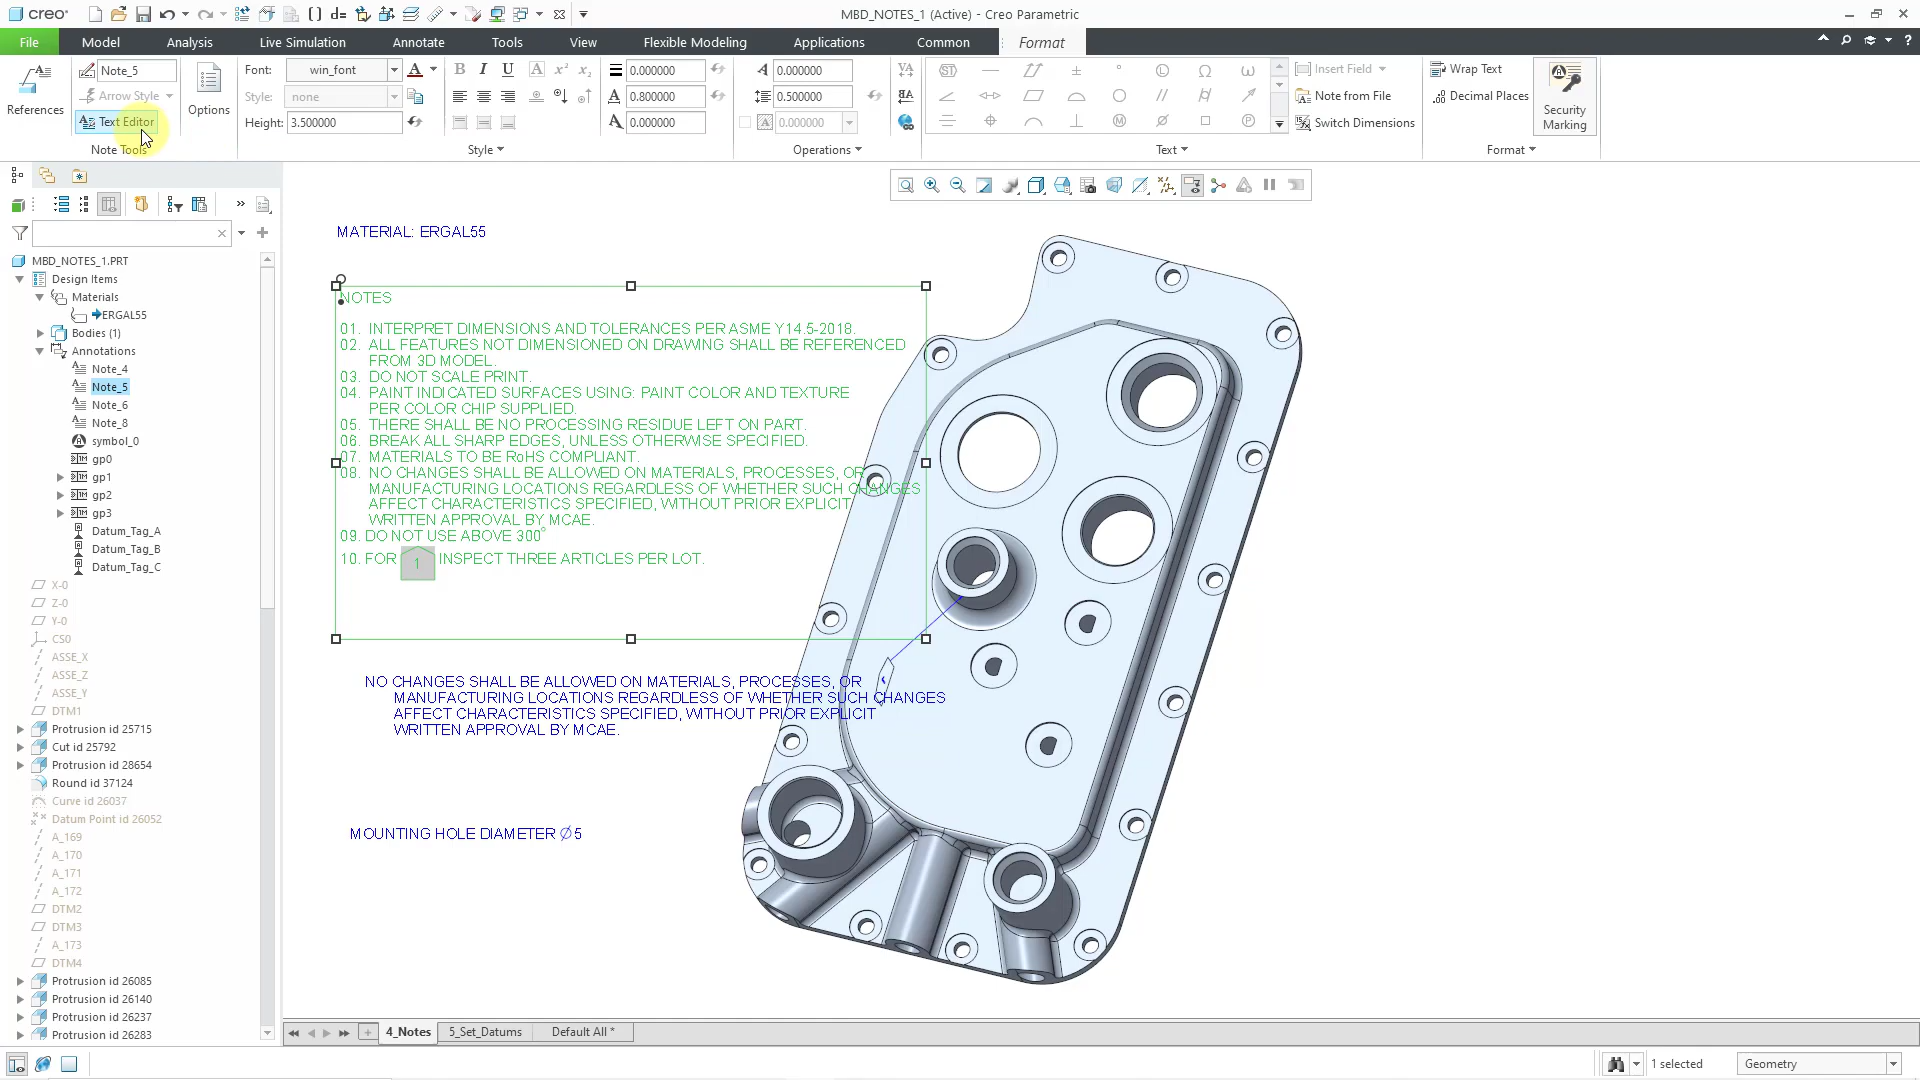 creo
MBD_NOTES_1 (Active) - Creo Parametric
File
Model
Analysis
Live Simulation
Annotate
Tools
View
Flexible Modeling
Applications
Common
Format
References
Note_5
Arrow Style
Text Editor
Note Tools
Options
Font:
win_font
Style:
none
Height:
3.500000
Style
0.000000
0.800000
0.000000
0.000000
0.500000
0.000000
Operations
Text
Insert Field
Note from File
Switch Dimensions
Wrap Text
Decimal Places
Security
Marking
Format
MBD_NOTES_1.PRT
Design Items
Materials
ERGAL55
Bodies (1)
Annotations
Note_4
Note_5
Note_6
Note_8
symbol_0
gp0
gp1
gp2
gp3
Datum_Tag_A
Datum_Tag_B
Datum_Tag_C
X-0
Z-0
Y-0
CS0
ASSE_X
ASSE_Z
ASSE_Y
DTM1
Protrusion id 25715
Cut id 25792
Protrusion id 28654
Round id 37124
Curve id 26037
Datum Point id 26052
A_169
A_170
A_171
A_172
DTM2
DTM3
A_173
DTM4
Protrusion id 26085
Protrusion id 26140
Protrusion id 26237
Protrusion id 26283
MATERIAL: ERGAL55
NOTES
01. INTERPRET DIMENSIONS AND TOLERANCES PER ASME Y14.5-2018.
02. ALL FEATURES NOT DIMENSIONED ON DRAWING SHALL BE REFERENCED
FROM 3D MODEL.
03. DO NOT SCALE PRINT.
04. PAINT INDICATED SURFACES USING: PAINT COLOR AND TEXTURE
PER COLOR CHIP SUPPLIED.
05. THERE SHALL BE NO PROCESSING RESIDUE LEFT ON PART.
06. BREAK ALL SHARP EDGES, UNLESS OTHERWISE SPECIFIED.
07. MATERIALS TO BE RoHS COMPLIANT.
08. NO CHANGES SHALL BE ALLOWED ON MATERIALS, PROCESSES, OR
MANUFACTURING LOCATIONS REGARDLESS OF WHETHER SUCH CHANGES
AFFECT CHARACTERISTICS SPECIFIED, WITHOUT PRIOR EXPLICIT
WRITTEN APPROVAL BY MCAE.
09. DO NOT USE ABOVE 300°
10. FOR 1 INSPECT THREE ARTICLES PER LOT.
NO CHANGES SHALL BE ALLOWED ON MATERIALS, PROCESSES, OR
MANUFACTURING LOCATIONS REGARDLESS OF WHETHER SUCH CHANGES
AFFECT CHARACTERISTICS SPECIFIED, WITHOUT PRIOR EXPLICIT
WRITTEN APPROVAL BY MCAE.
MOUNTING HOLE DIAMETER ∅5
4_Notes
5_Set_Datums
Default All *
1 selected
Geometry